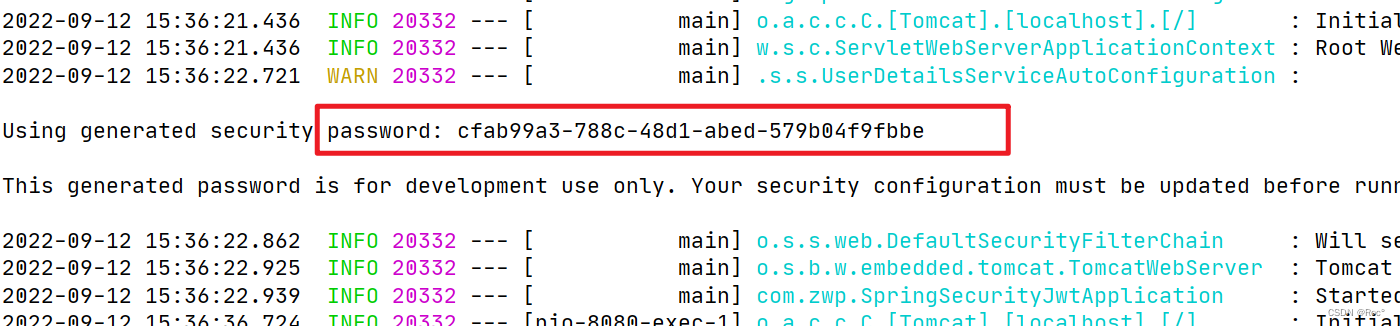 2022-09-12 15:36:21.436  INFO 20332 --- [           main] o.a.c.c.C.[Tomcat].[localhost].[/]       : Initial
2022-09-12 15:36:21.436  INFO 20332 --- [           main] w.s.c.ServletWebServerApplicationContext : Root We
2022-09-12 15:36:22.721  WARN 20332 --- [           main] .s.s.UserDetailsServiceAutoConfiguration :
Using generated security password: cfab99a3-788c-48d1-abed-579b04f9fbbe
This generated password is for development use only. Your security configuration must be updated before runn
2022-09-12 15:36:22.862  INFO 20332 --- [           main] o.s.s.web.DefaultSecurityFilterChain     : Will se
2022-09-12 15:36:22.925  INFO 20332 --- [           main] o.s.b.w.embedded.tomcat.TomcatWebServer  : Tomcat
2022-09-12 15:36:22.939  INFO 20332 --- [           main] com.zwp.SpringSecurityJwtApplication     : Started
2022-09-12 15:36:36.724  INFO 20332 --- [nio-8080-exec-1] o.a.c.c.C.[Tomcat].[localhost].[/]       : Initial